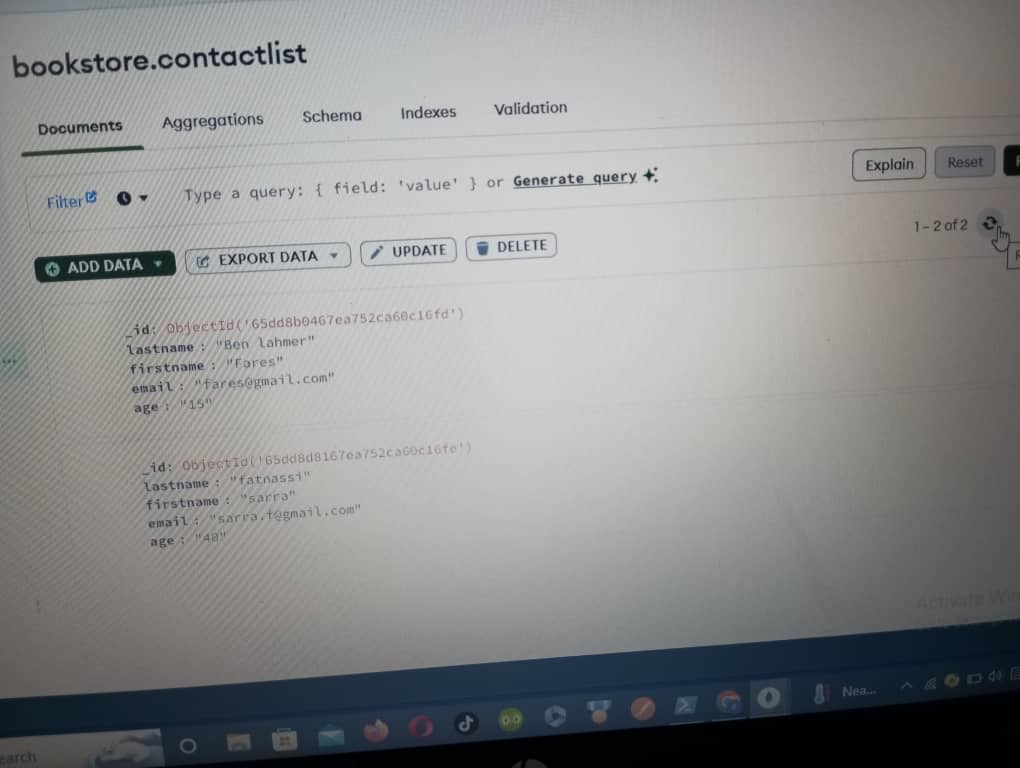 bookstore.contactlist
Documents Aggregations Schema Indexes Validation
Filter Type a query: { field: 'value' } or Generate query Explain Reset
1 – 2 of 2
ADD DATA EXPORT DATA UPDATE DELETE
_id: ObjectId('65dd8b0467ea752ca60c16fd')
lastname : "Ben lahmer"
firstname : "Fares"
email : "fares@gmail.com"
age : "15"
_id: ObjectId('65dd8d8167ea752ca60c16fe')
lastname : "fatnassi"
firstname : "sarra"
email : "sarra.f@gmail.com"
age : "40"
Activate Win
earch
Nea...